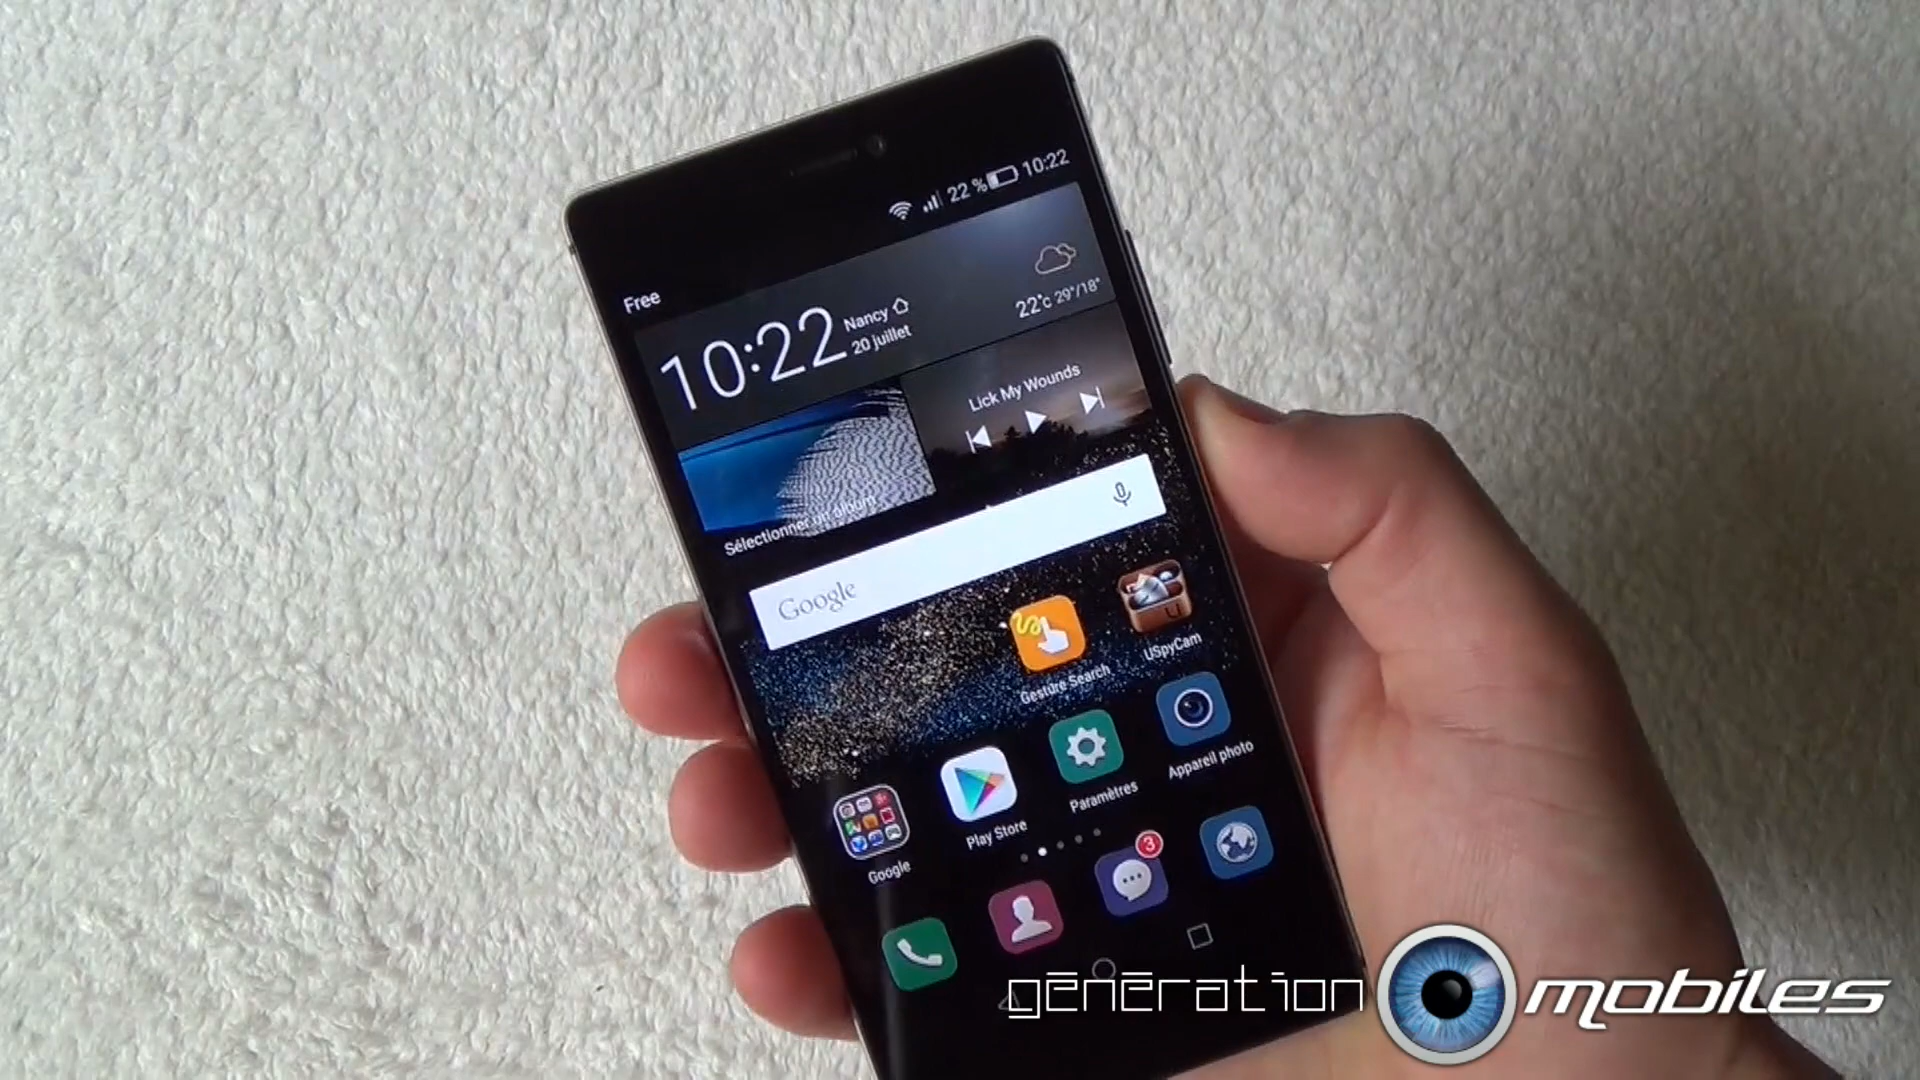 22 % 10:22
Free
10:22
Nancy
20 juillet
22°c 29°/18°
Lick My Wounds
Sélectionner un album
Google
Gesture Search
USpyCam
Google
Play Store
Paramètres
Appareil photo
3
génération mobiles